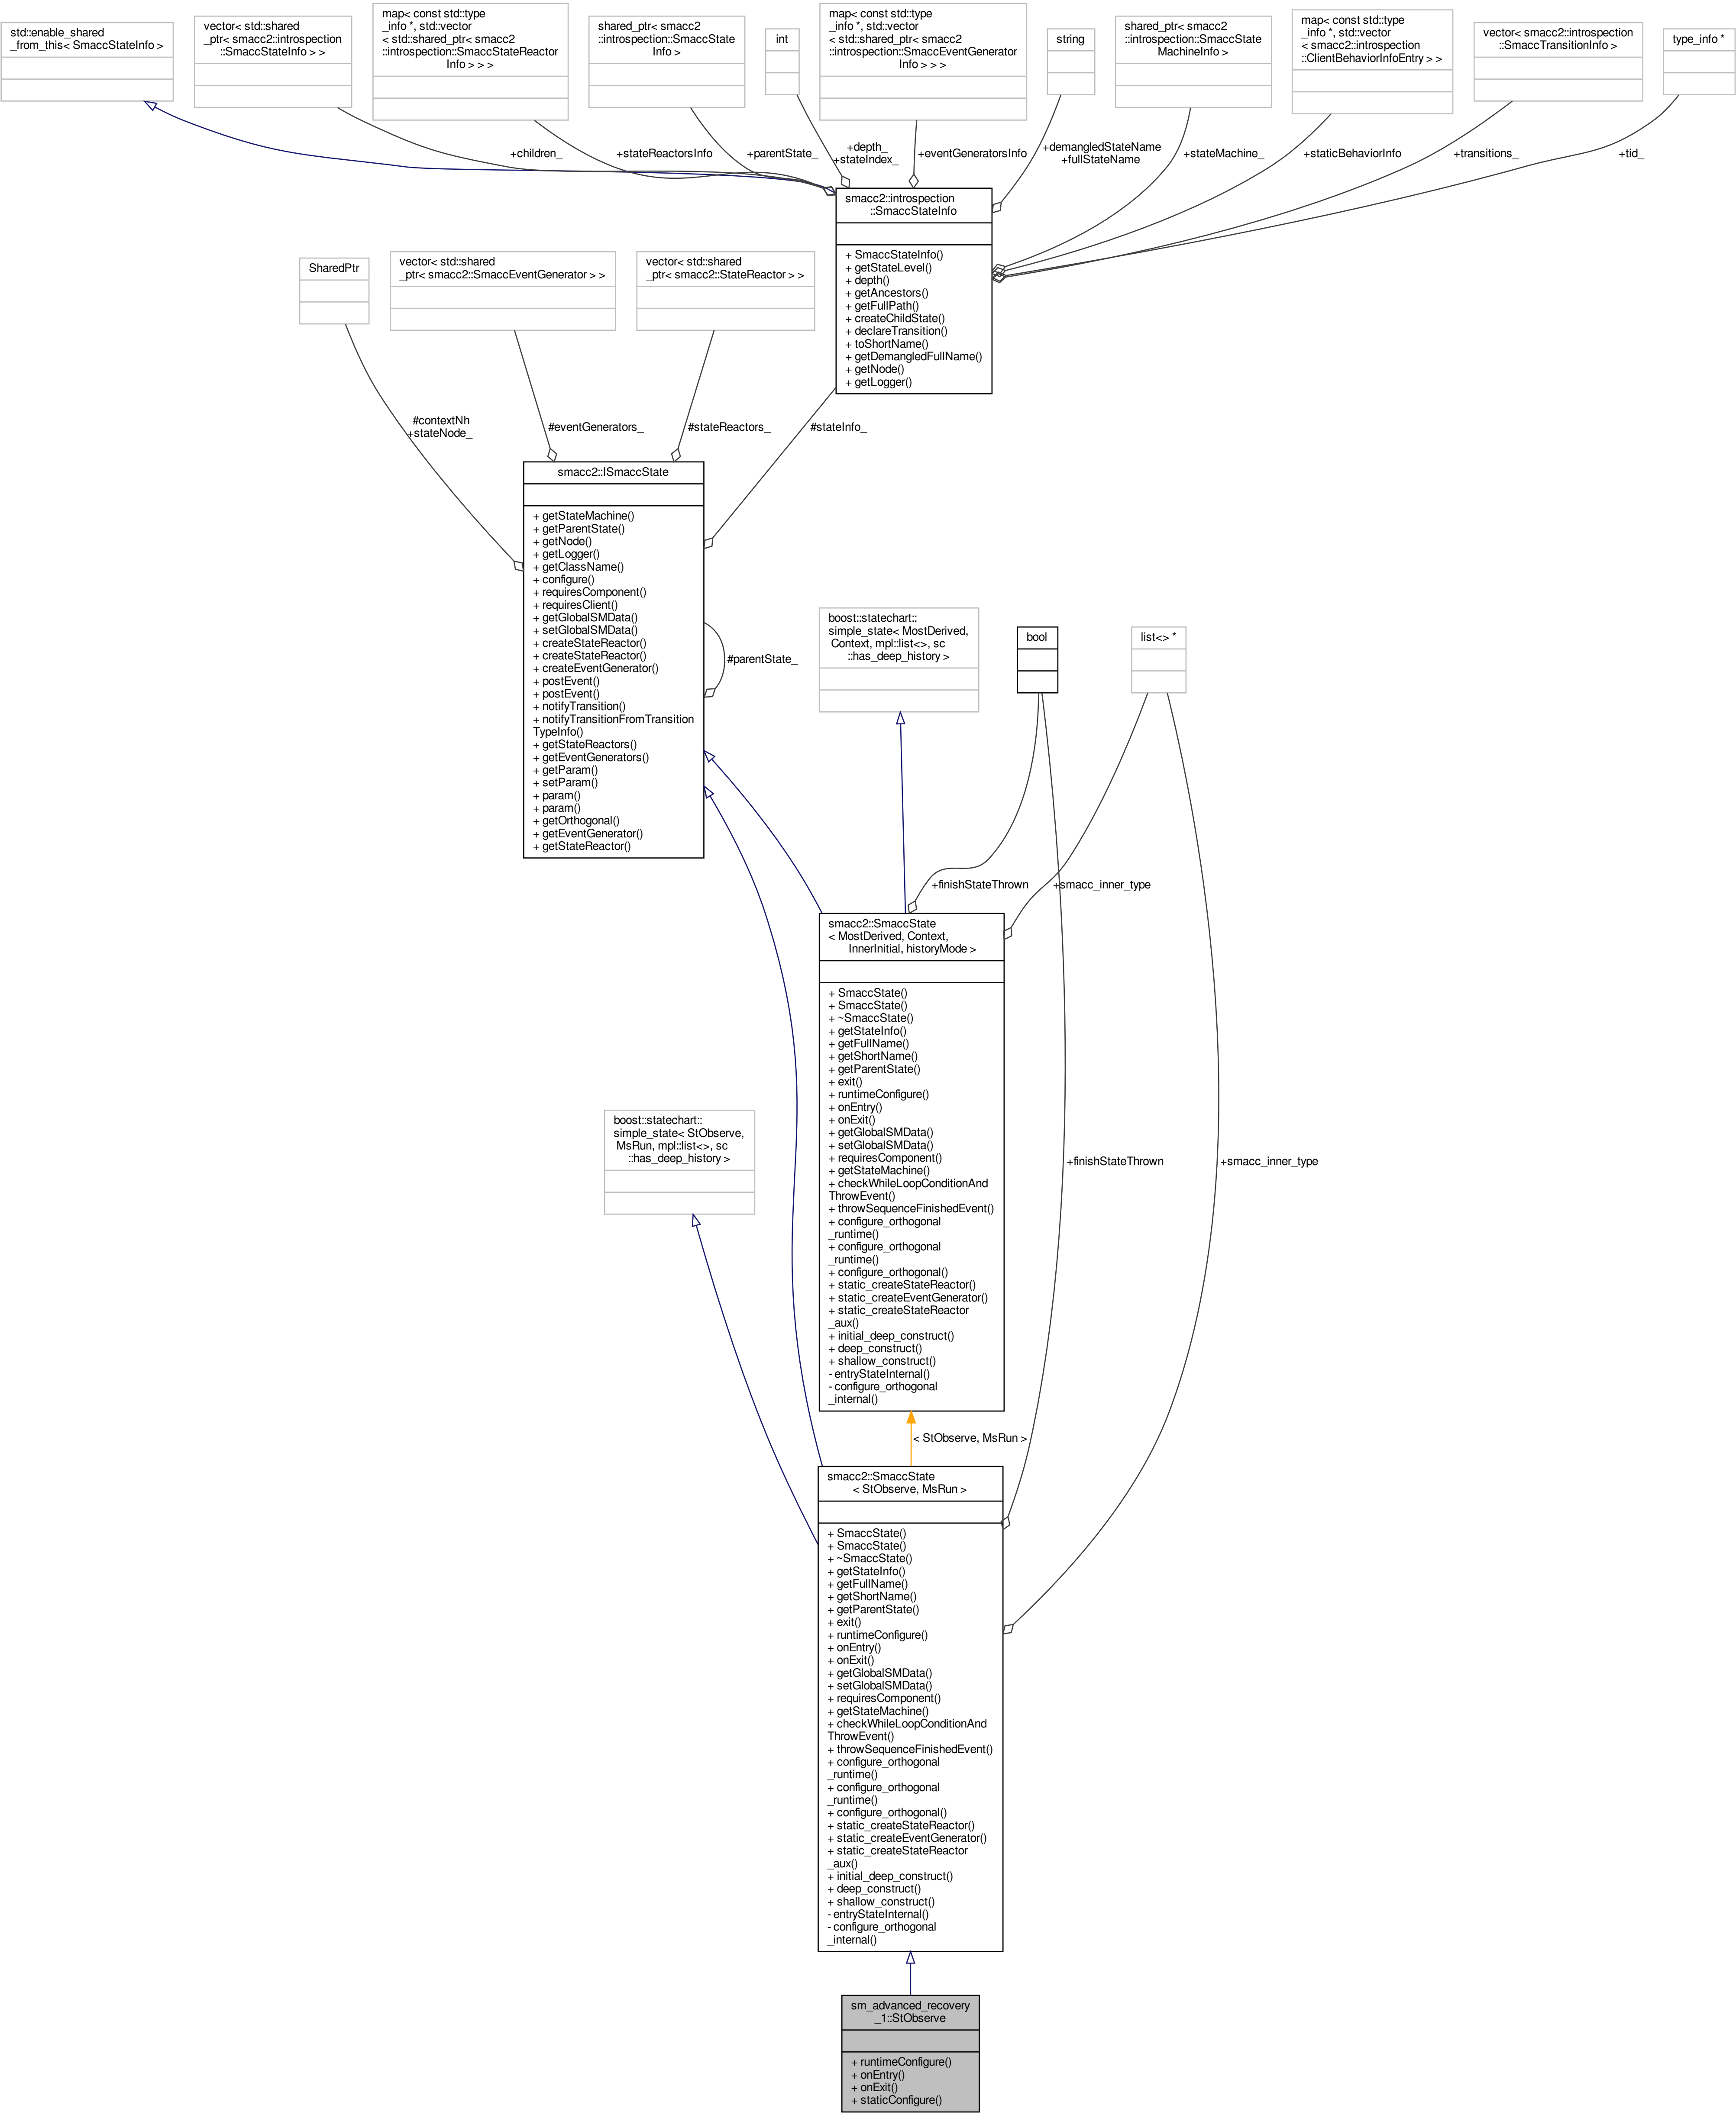 std::enable_shared
_from_this< SmaccStateInfo >
vector< std::shared
_ptr< smacc2::introspection
::SmaccStateInfo > >
map< const std::type
_info *, std::vector
< std::shared_ptr< smacc2
::introspection::SmaccStateReactor
Info > > >
shared_ptr< smacc2
::introspection::SmaccState
Info >
int
map< const std::type
_info *, std::vector
< std::shared_ptr< smacc2
::introspection::SmaccEventGenerator
Info > > >
string
shared_ptr< smacc2
::introspection::SmaccState
MachineInfo >
map< const std::type
_info *, std::vector
< smacc2::introspection
::ClientBehaviorInfoEntry > >
vector< smacc2::introspection
::SmaccTransitionInfo >
type_info *
+children_
+stateReactorsInfo
+parentState_
+depth_
+stateIndex_
+eventGeneratorsInfo
+demangledStateName
+fullStateName
+stateMachine_
+staticBehaviorInfo
+transitions_
+tid_
smacc2::introspection
::SmaccStateInfo
+ SmaccStateInfo()
+ getStateLevel()
+ depth()
+ getAncestors()
+ getFullPath()
+ createChildState()
+ declareTransition()
+ toShortName()
+ getDemangledFullName()
+ getNode()
+ getLogger()
SharedPtr
vector< std::shared
_ptr< smacc2::SmaccEventGenerator > >
vector< std::shared
_ptr< smacc2::StateReactor > >
#contextNh
+stateNode_
#eventGenerators_
#stateReactors_
#stateInfo_
smacc2::ISmaccState
+ getStateMachine()
+ getParentState()
+ getNode()
+ getLogger()
+ getClassName()
+ configure()
+ requiresComponent()
+ requiresClient()
+ getGlobalSMData()
+ setGlobalSMData()
+ createStateReactor()
+ createStateReactor()
+ createEventGenerator()
+ postEvent()
+ postEvent()
+ notifyTransition()
+ notifyTransitionFromTransition
TypeInfo()
+ getStateReactors()
+ getEventGenerators()
+ getParam()
+ setParam()
+ param()
+ param()
+ getOrthogonal()
+ getEventGenerator()
+ getStateReactor()
#parentState_
boost::statechart::
simple_state< MostDerived,
Context, mpl::list<>, sc
::has_deep_history >
bool
list<> *
+finishStateThrown
+smacc_inner_type
smacc2::SmaccState
< MostDerived, Context,
InnerInitial, historyMode >
+ SmaccState()
+ SmaccState()
+ ~SmaccState()
+ getStateInfo()
+ getFullName()
+ getShortName()
+ getParentState()
+ exit()
+ runtimeConfigure()
+ onEntry()
+ onExit()
+ getGlobalSMData()
+ setGlobalSMData()
+ requiresComponent()
+ getStateMachine()
+ checkWhileLoopConditionAnd
ThrowEvent()
+ throwSequenceFinishedEvent()
+ configure_orthogonal
_runtime()
+ configure_orthogonal
_runtime()
+ configure_orthogonal()
+ static_createStateReactor()
+ static_createEventGenerator()
+ static_createStateReactor
_aux()
+ initial_deep_construct()
+ deep_construct()
+ shallow_construct()
- entryStateInternal()
- configure_orthogonal
_internal()
boost::statechart::
simple_state< StObserve,
MsRun, mpl::list<>, sc
::has_deep_history >
+finishStateThrown
+smacc_inner_type
< StObserve, MsRun >
smacc2::SmaccState
< StObserve, MsRun >
+ SmaccState()
+ SmaccState()
+ ~SmaccState()
+ getStateInfo()
+ getFullName()
+ getShortName()
+ getParentState()
+ exit()
+ runtimeConfigure()
+ onEntry()
+ onExit()
+ getGlobalSMData()
+ setGlobalSMData()
+ requiresComponent()
+ getStateMachine()
+ checkWhileLoopConditionAnd
ThrowEvent()
+ throwSequenceFinishedEvent()
+ configure_orthogonal
_runtime()
+ configure_orthogonal
_runtime()
+ configure_orthogonal()
+ static_createStateReactor()
+ static_createEventGenerator()
+ static_createStateReactor
_aux()
+ initial_deep_construct()
+ deep_construct()
+ shallow_construct()
- entryStateInternal()
- configure_orthogonal
_internal()
sm_advanced_recovery
_1::StObserve
+ runtimeConfigure()
+ onEntry()
+ onExit()
+ staticConfigure()